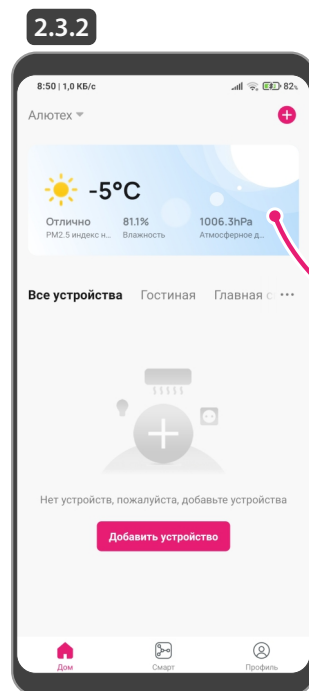 2.3.2
8:50 | 1,0 КБ/с 82%
Алютех
-5°C
Отлично 81.1% 1006.3hPa
PM2.5 индекс н... Влажность Атмосферное д...
Все устройства Гостиная Главная с ...
Нет устройств, пожалуйста, добавьте устройства
Добавить устройство
Дом Смарт Профиль